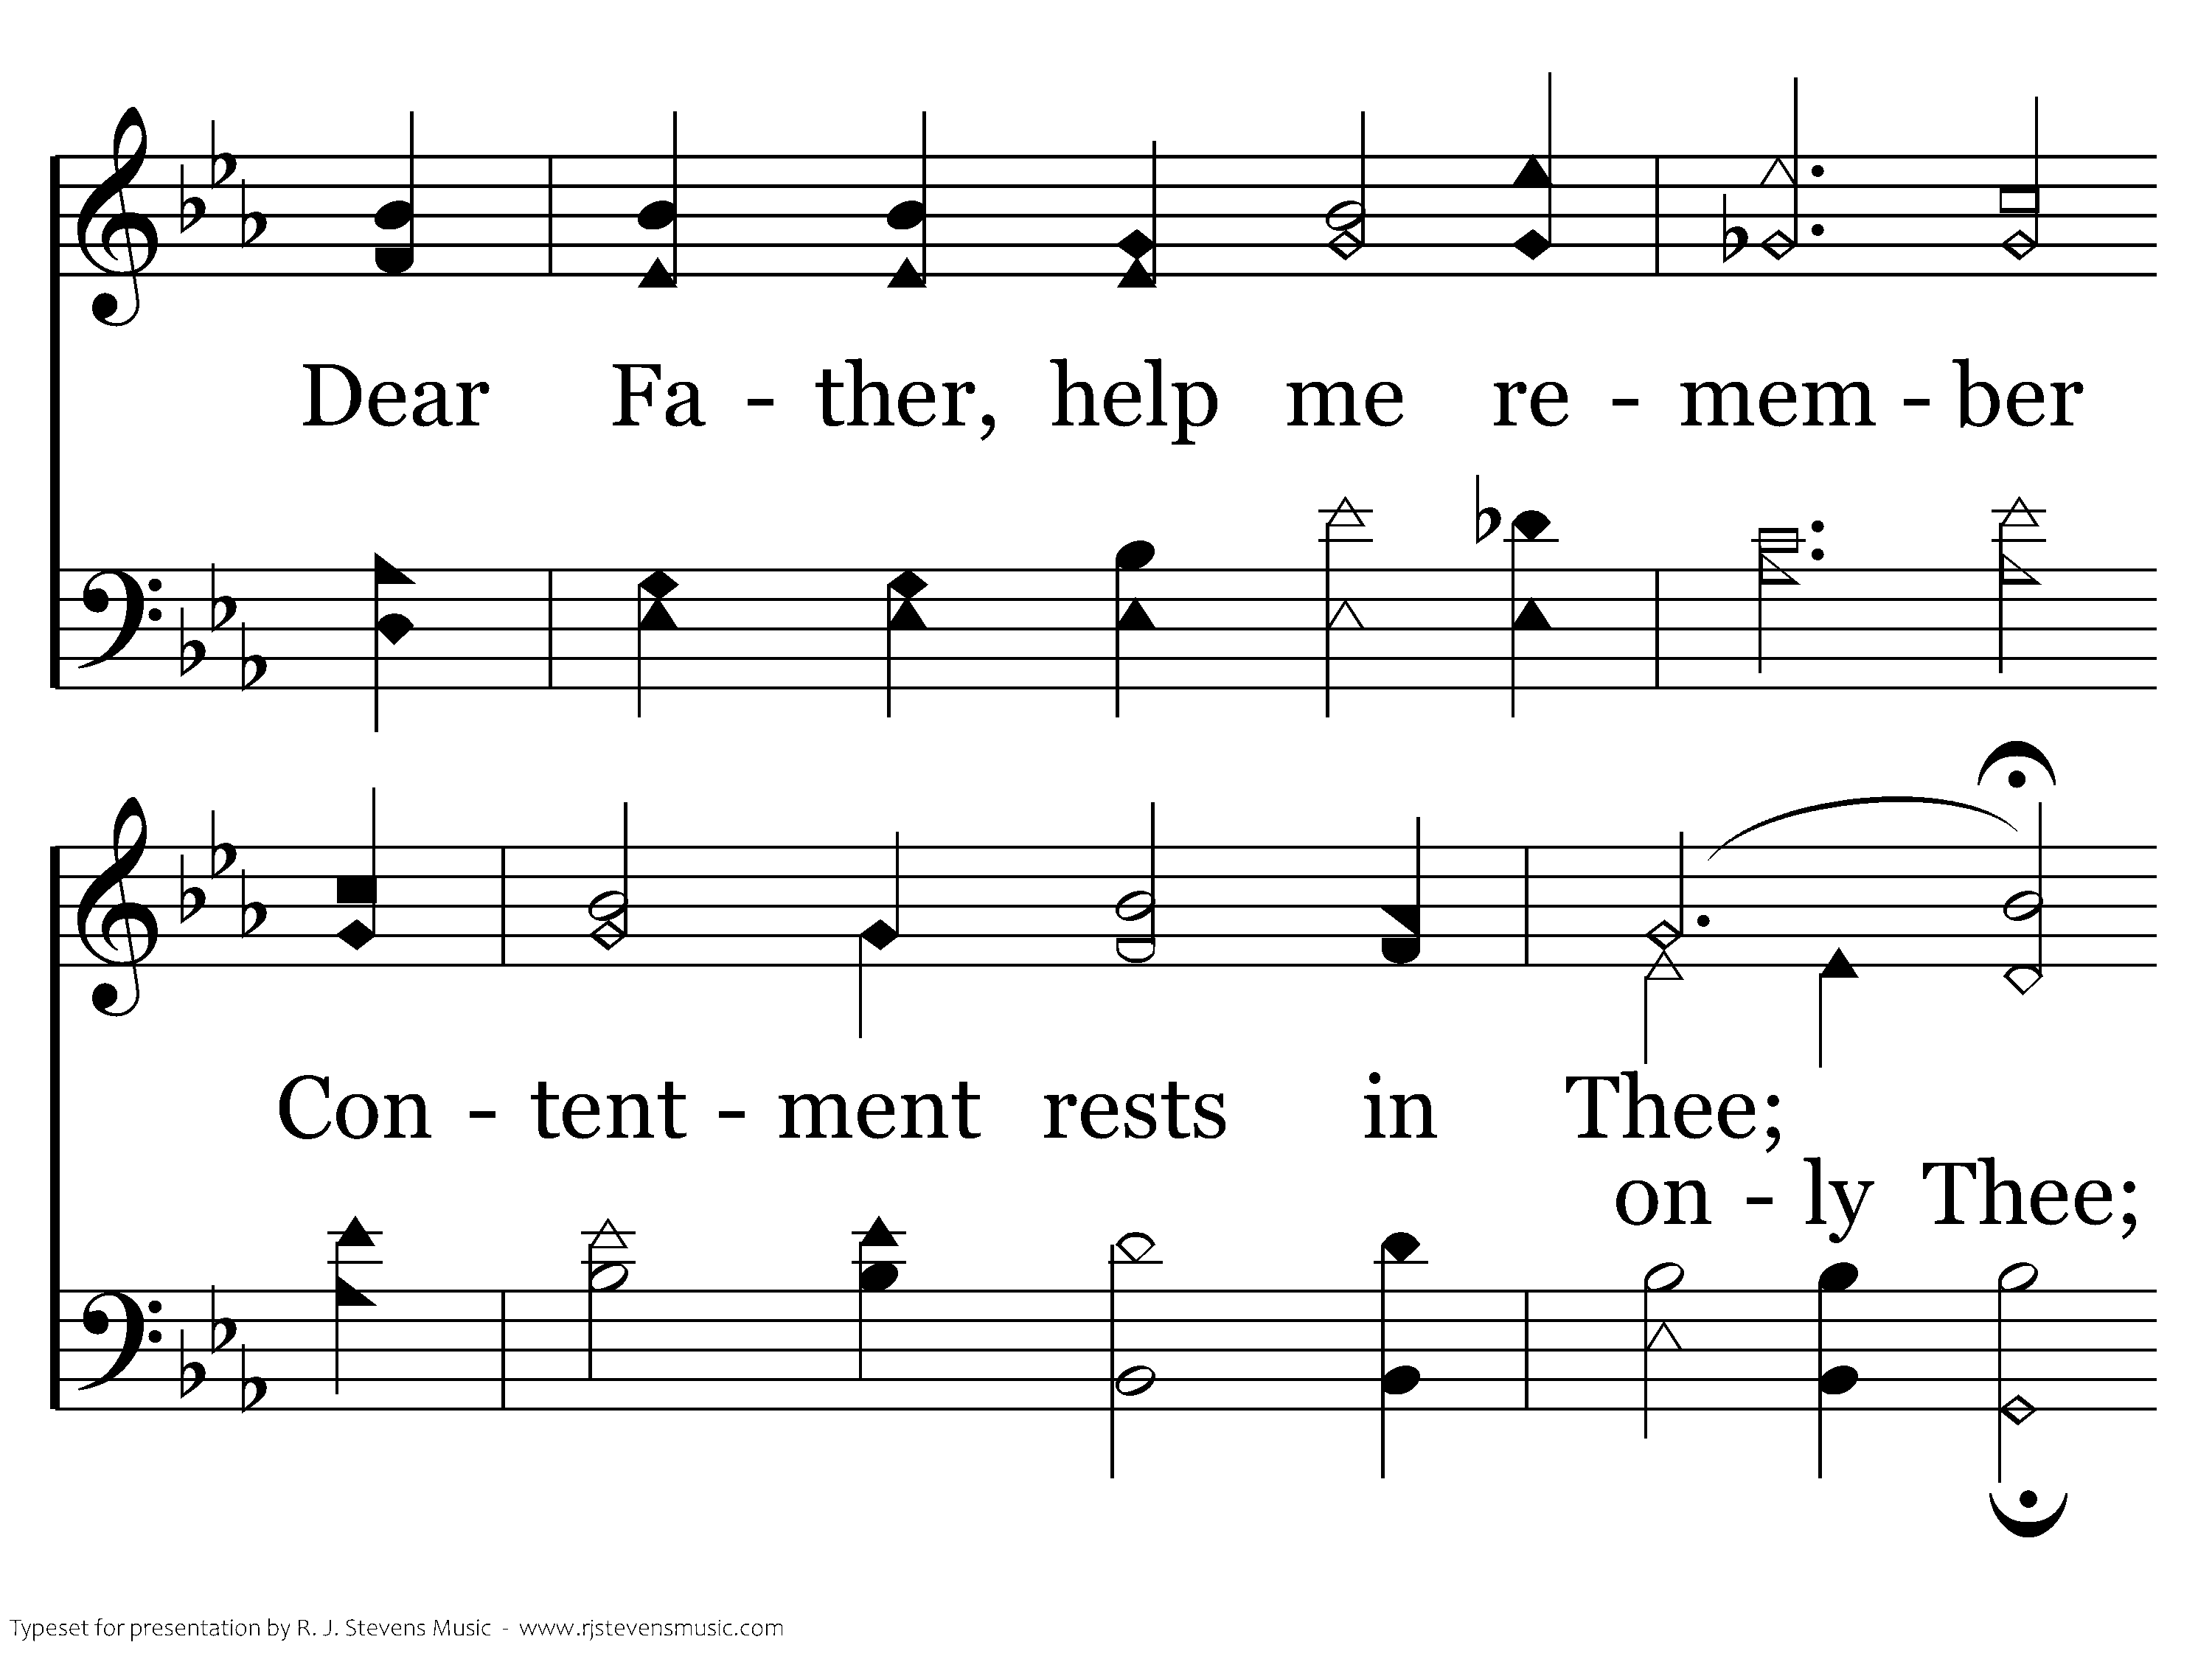 Dear Fa - ther, help me re - mem - ber
Con - tent - ment rests in Thee;
on - ly Thee;
Typeset for presentation by R. J. Stevens Music - www.rjstevensmusic.com